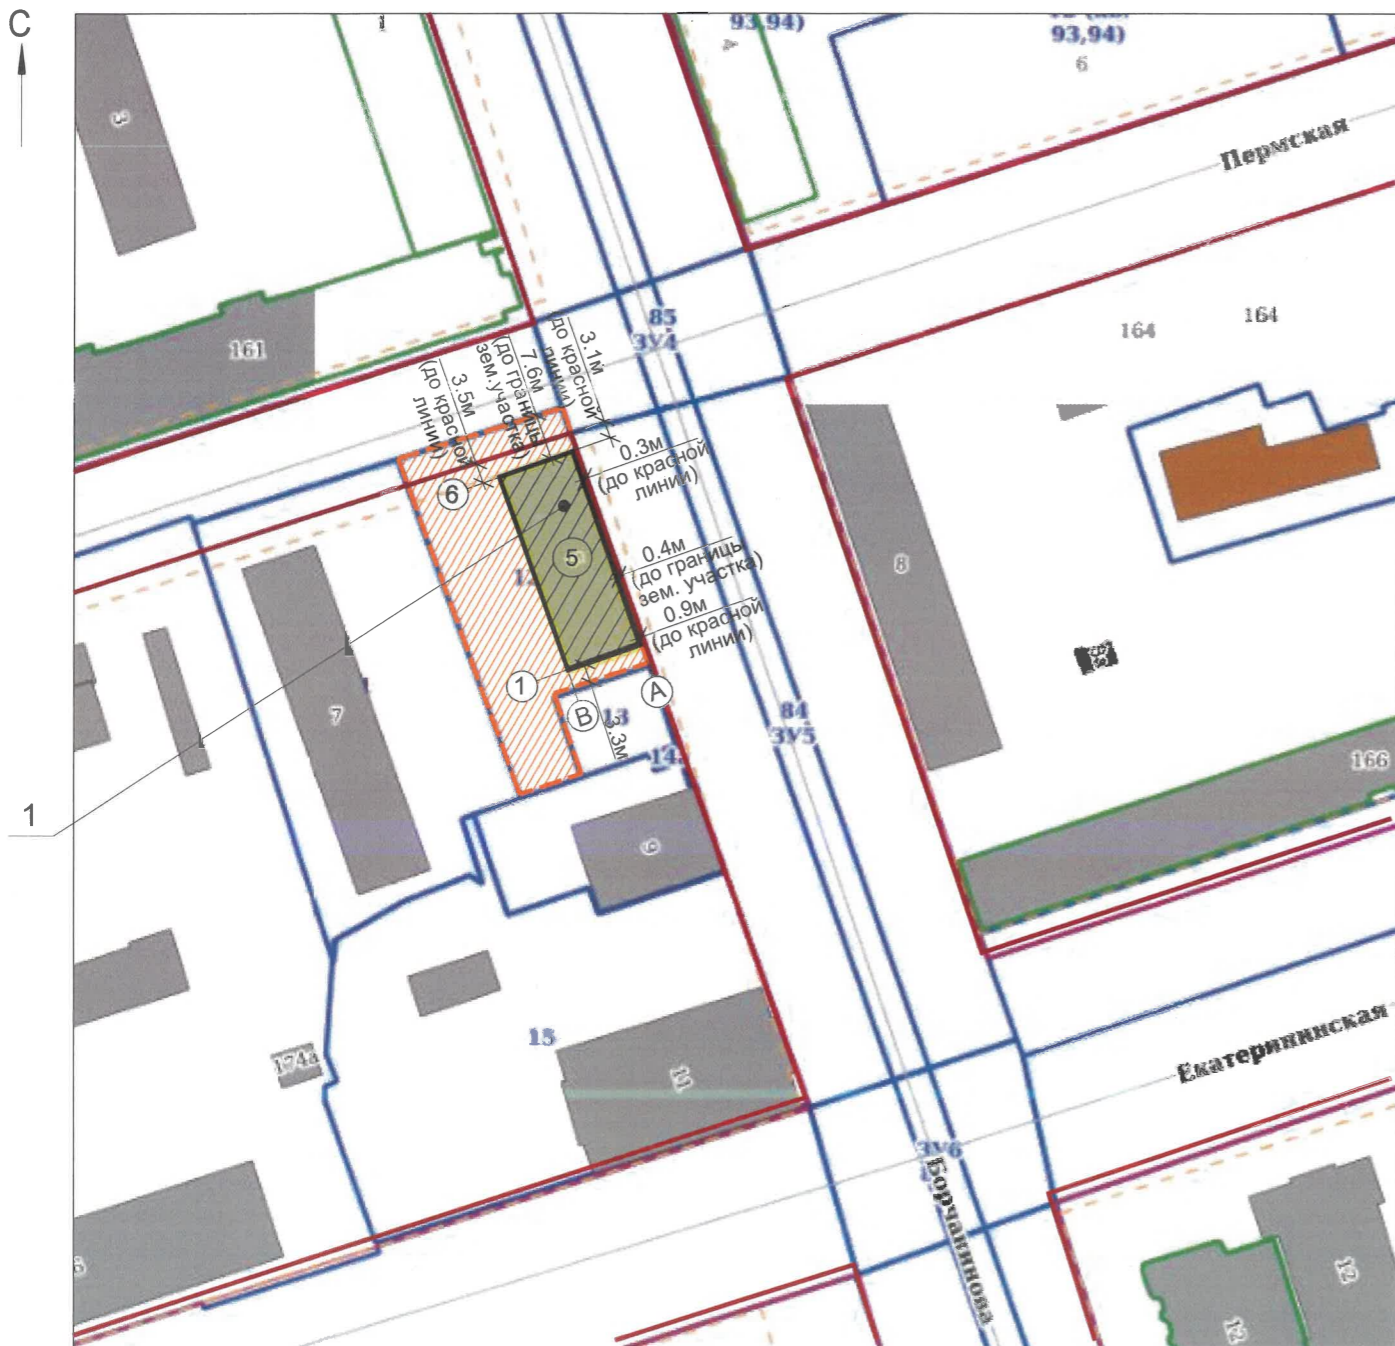 С
93,94)
93,94)
6
4
3
Пермская
161
85
ЗУ4
164
164
3.1м
(до красной
линии)
7.6м
(до границы
зем.участка)
3.5м
(до красной
линии)
0.3м
(до красной
линии)
6
5
8
0.4м
(до границы
зем. участка)
0.9м
(до красной
линии)
1
В
А
13
14
84
ЗУ5
7
166
1
9
15
174а
11
Екатерининская
ЗУ6
Борчанинова
6
12
12